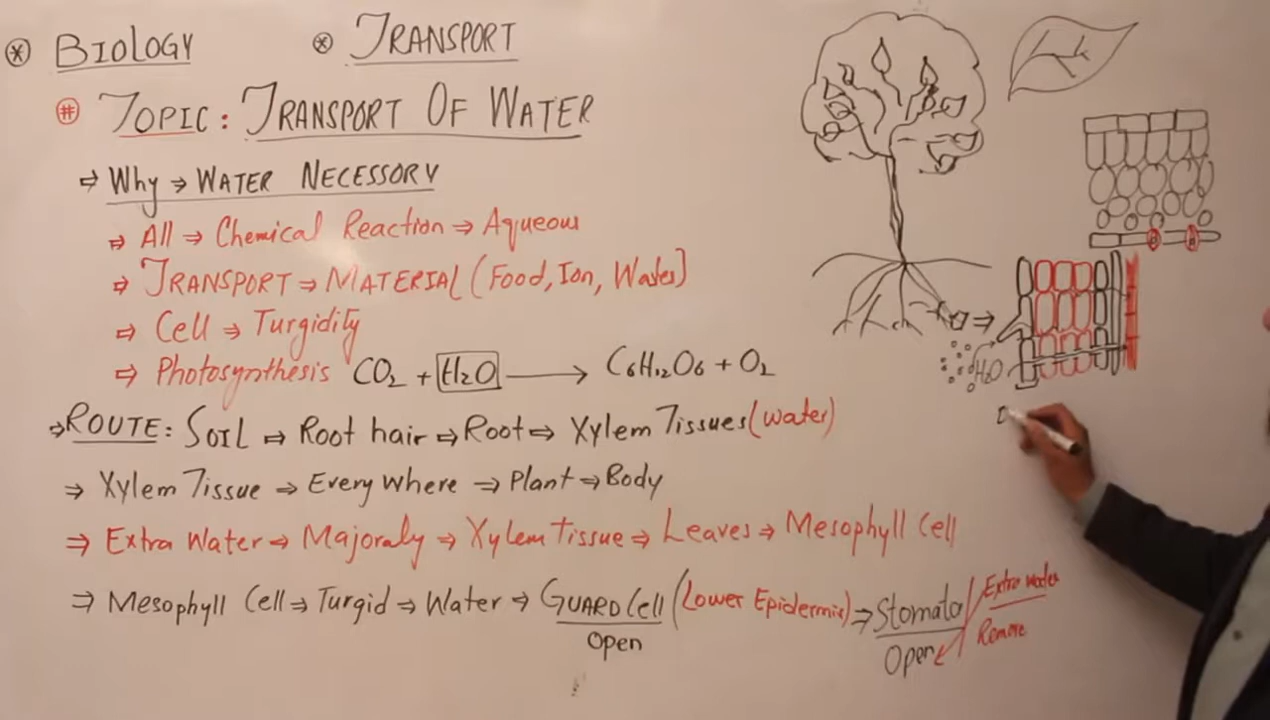 ⊛ BIOLOGY ⊛ TRANSPORT
# TOPIC: TRANSPORT OF WATER
⇨ Why → WATER NECESSORY
⇨ All → Chemical Reaction ⇒ Aqueous
⇨ TRANSPORT ⇒ MATERIAL (Food, Ion, Water]
⇨ Cell ⇒ Turgidity
⇨ Photosynthesis CO2 + H2O → C6H12O6 + O2
⇒ ROUTE: SOIL ⇒ Root hair ⇒ Root ⇒ Xylem Tissues (water)
⇒ Xylem Tissue → Every where → Plant → Body
⇒ Extra Water → Majoraly → Xylem Tissue ⇒ Leaves → Mesophyll Cell
⇒ Mesophyll Cell → Turgid → Water → GUARD Cell (Lower Epidermis) ⇒ Stomata / Extra water
Open Open Remove
⇒
H2O